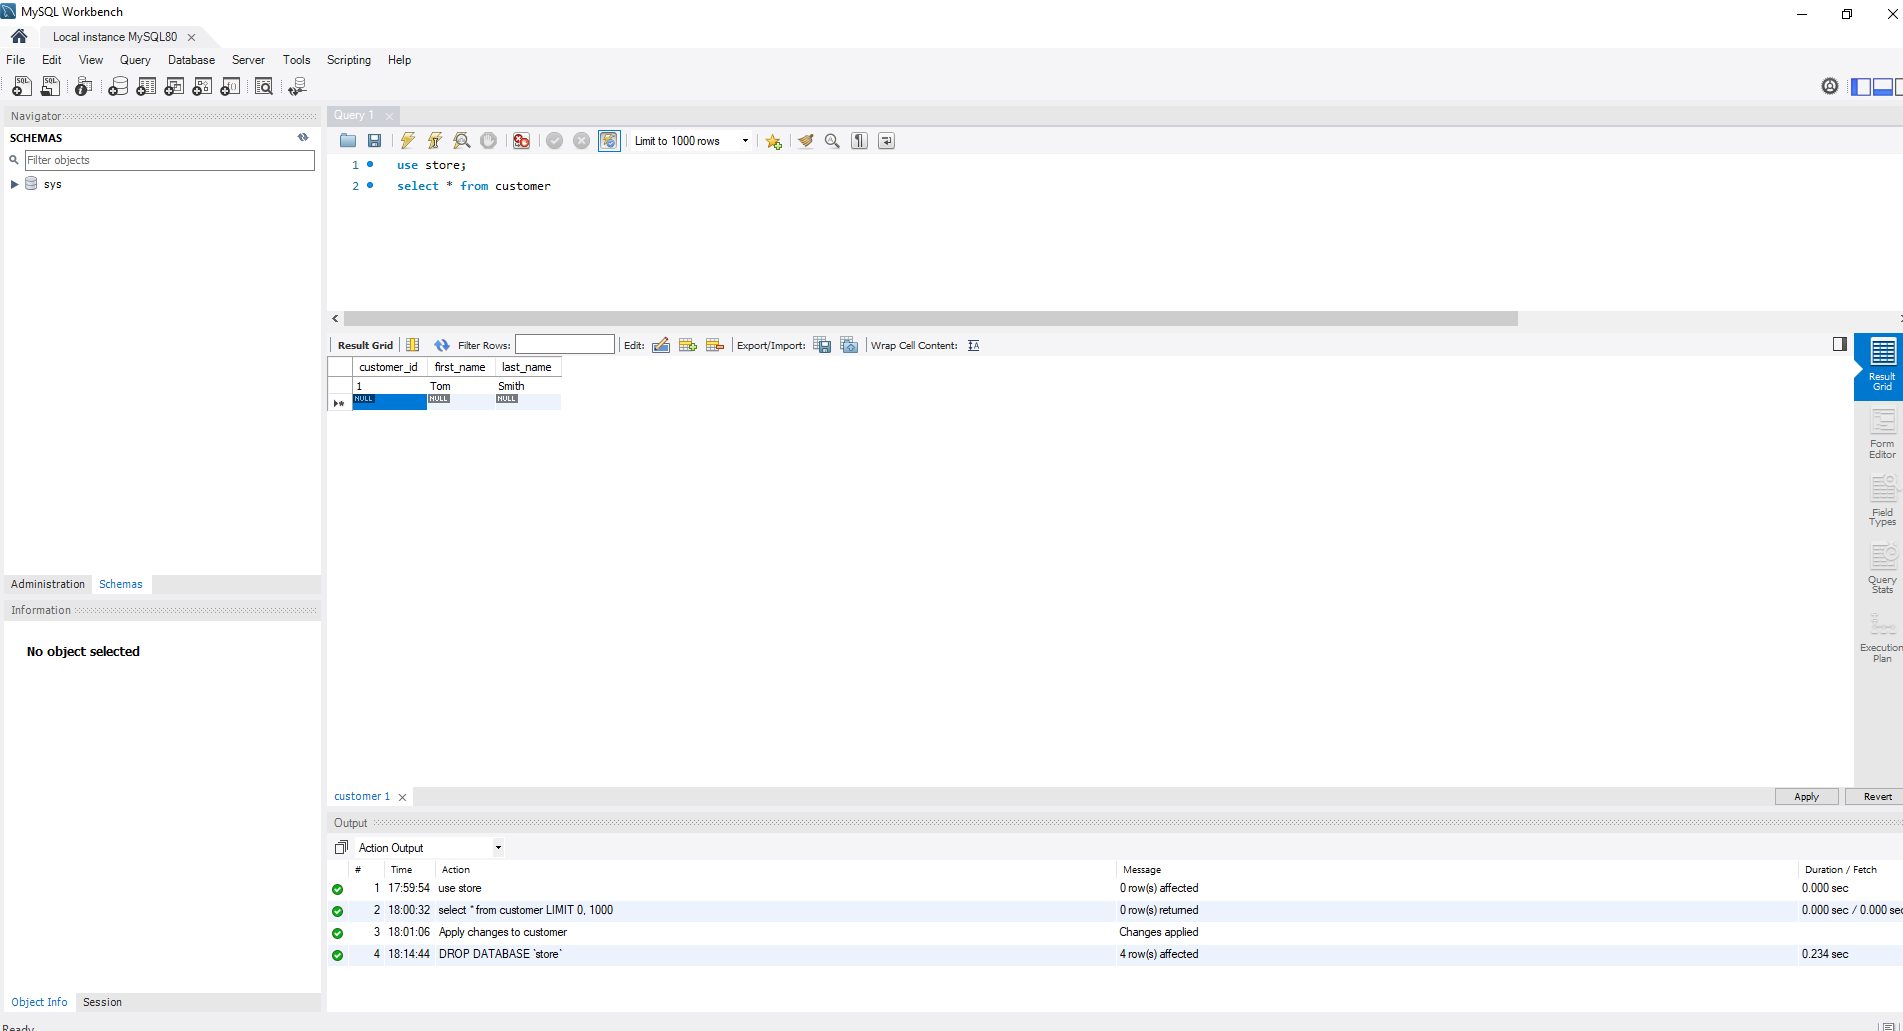 MySQL Workbench
Local instance MySQL80
File Edit View Query Database Server Tools Scripting Help
Navigator
SCHEMAS
Filter objects
sys
Administration Schemas
Information
No object selected
Object Info Session
Ready
Query 1
Limit to 1000 rows
1 use store;
2 select * from customer
Result Grid Filter Rows: Edit: Export/Import: Wrap Cell Content:
customer_id first_name last_name
1 Tom Smith
NULL NULL NULL
Result
Grid
Form
Editor
Field
Types
Query
Stats
Execution
Plan
customer 1 Apply Revert
Output
Action Output
# Time Action Message Duration / Fetch
1 17:59:54 use store 0 row(s) affected 0.000 sec
2 18:00:32 select * from customer LIMIT 0, 1000 0 row(s) returned 0.000 sec / 0.000 sec
3 18:01:06 Apply changes to customer Changes applied
4 18:14:44 DROP DATABASE `store` 4 row(s) affected 0.234 sec